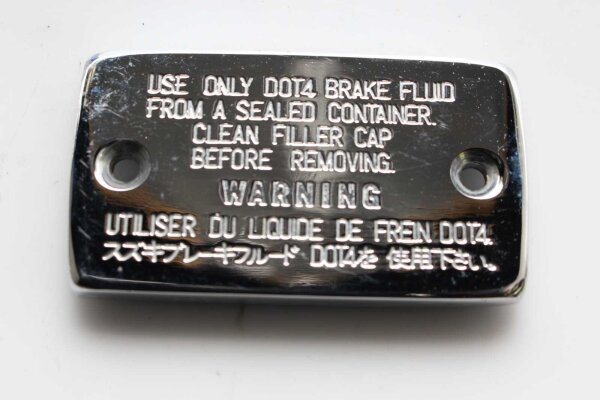 USE ONLY DOT4 BRAKE FLUID
FROM A SEALED CONTAINER.
CLEAN FILLER CAP
BEFORE REMOVING.
WARNING
UTILISER DU LIQUIDE DE FREIN DOT4.
スズキブレーキフルード DOT4を 使用下さい。